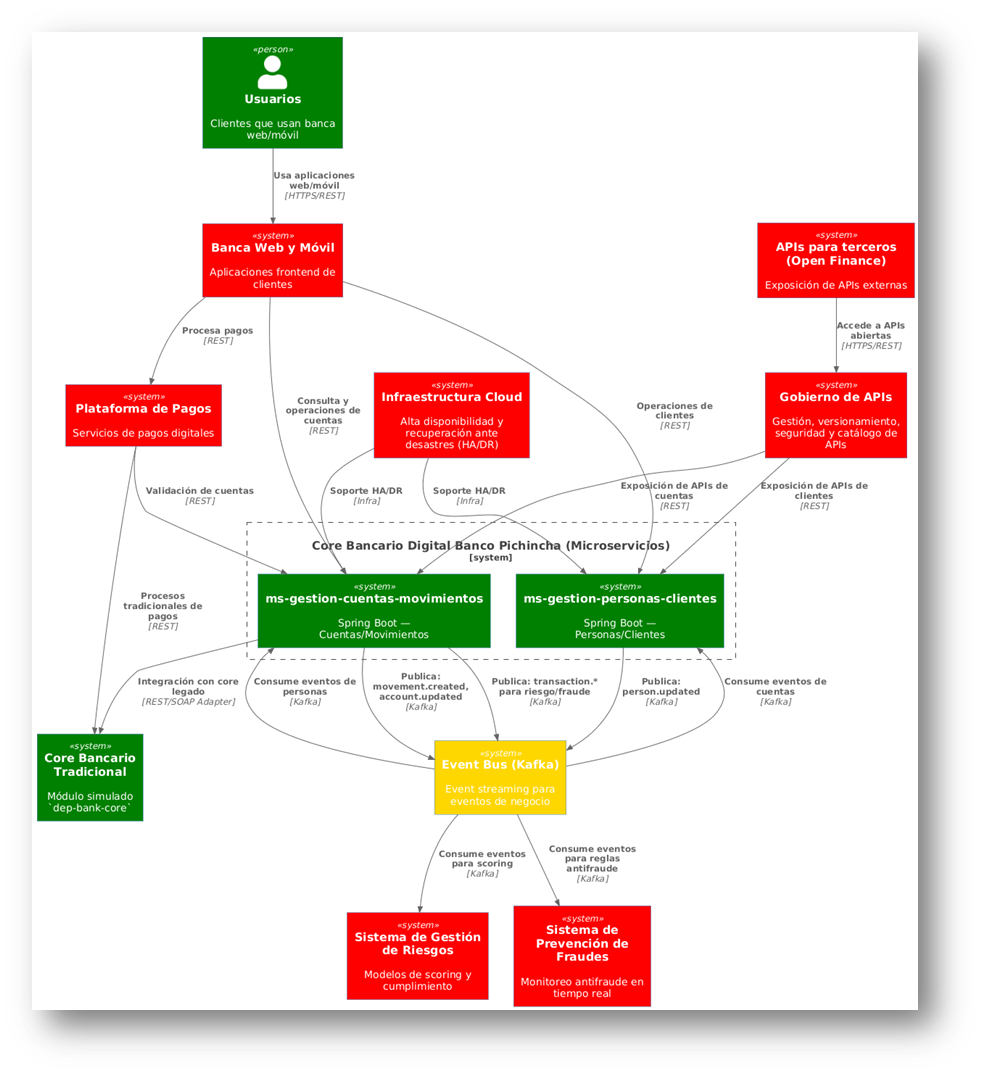 «person»
Usuarios
Clientes que usan banca
web/móvil
Usa aplicaciones
web/móvil
[HTTPS/REST]
«system»
Banca Web y Móvil
Aplicaciones frontend de
clientes
«system»
APIs para terceros
(Open Finance)
Exposición de APIs externas
Procesa pagos
[REST]
Accede a APIs
abiertas
[HTTPS/REST]
«system»
Plataforma de Pagos
Servicios de pagos digitales
Consulta y
operaciones de
cuentas
[REST]
«system»
Infraestructura Cloud
Alta disponibilidad y
recuperación ante
desastres (HA/DR)
Operaciones de
clientes
[REST]
«system»
Gobierno de APIs
Gestión, versionamiento,
seguridad y catálogo de
APIs
Validación de cuentas
[REST]
Soporte HA/DR
[Infra]
Soporte HA/DR
[Infra]
Exposición de APIs de
cuentas
[REST]
Exposición de APIs de
clientes
[REST]
Core Bancario Digital Banco Pichincha (Microservicios)
[system]
«system»
ms-gestion-cuentas-movimientos
Spring Boot —
Cuentas/Movimientos
«system»
ms-gestion-personas-clientes
Spring Boot —
Personas/Clientes
Procesos
tradicionales de
pagos
[REST]
Integración con core
legado
[REST/SOAP Adapter]
Consume eventos de
personas
[Kafka]
Publica:
movement.created,
account.updated
[Kafka]
Publica: transaction.*
para riesgo/fraude
[Kafka]
Publica:
person.updated
[Kafka]
Consume eventos de
cuentas
[Kafka]
«system»
Core Bancario
Tradicional
Módulo simulado
`dep-bank-core`
«system»
Event Bus (Kafka)
Event streaming para
eventos de negocio
Consume eventos
para scoring
[Kafka]
Consume eventos
para reglas
antifraude
[Kafka]
«system»
Sistema de Gestión
de Riesgos
Modelos de scoring y
cumplimiento
«system»
Sistema de
Prevención de
Fraudes
Monitoreo antifraude en
tiempo real